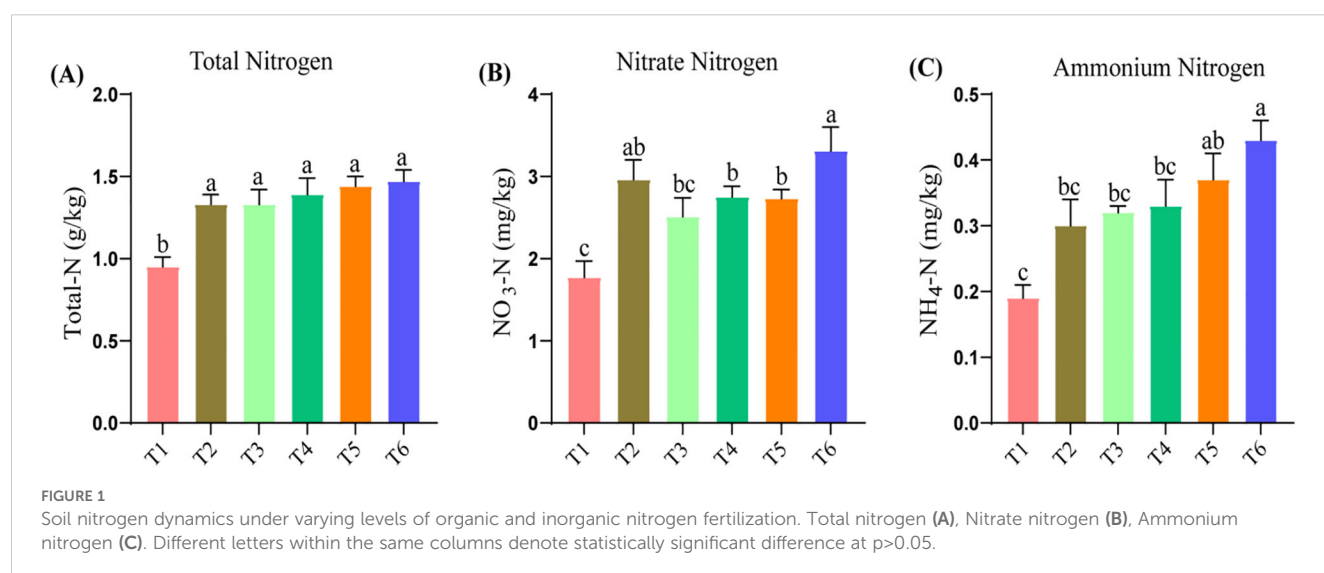 (A) Total Nitrogen
Total-N (g/kg)
2.0
1.5
1.0
0.5
0.0
b
a
a
a
a
a
T1
T2
T3
T4
T5
T6
(B) Nitrate Nitrogen
NO3-N (mg/kg)
4
3
2
1
0
c
ab
bc
b
b
a
T1
T2
T3
T4
T5
T6
(C) Ammonium Nitrogen
NH4-N (mg/kg)
0.5
0.4
0.3
0.2
0.1
0.0
c
bc
bc
bc
ab
a
T1
T2
T3
T4
T5
T6
FIGURE 1
Soil nitrogen dynamics under varying levels of organic and inorganic nitrogen fertilization. Total nitrogen (A), Nitrate nitrogen (B), Ammonium
nitrogen (C). Different letters within the same columns denote statistically significant difference at p>0.05.